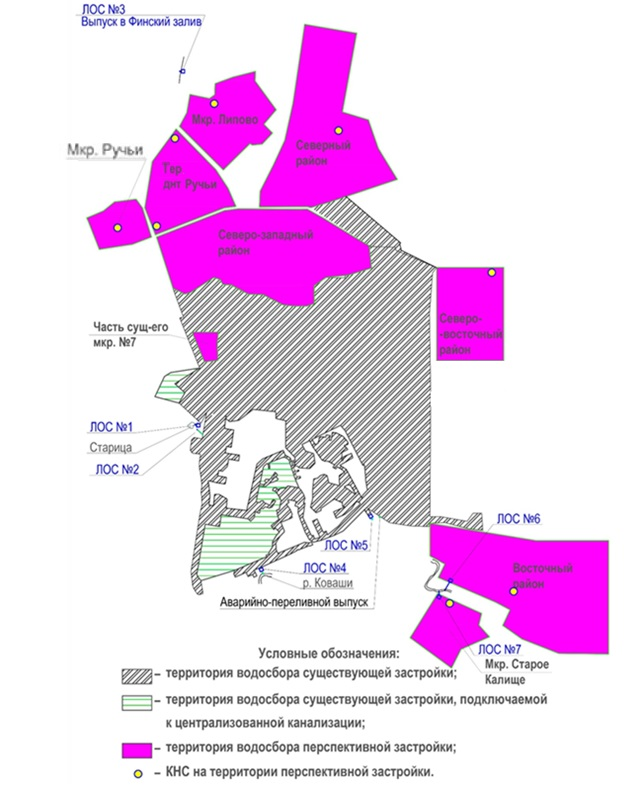 ЛОС №3
Выпуск в Финский залив
Мкр. Липово
Северный
район
Мкр. Ручьи
Тер
днт Ручьи
Северо-западный
район
Северо-
-восточный
район
Часть сущ-его
мкр. №7
ЛОС №1
Старица
ЛОС №2
ЛОС №6
ЛОС №5
ЛОС №4
р. Коваши
Восточный
район
Аварийно-переливной выпуск
ЛОС №7
Мкр. Старое
Калище
Условные обозначения:
– территория водосбора существующей застройки;
– территория водосбора существующей застройки, подключаемой
к централизованной канализации;
– территория водосбора перспективной застройки;
– КНС на территории перспективной застройки.